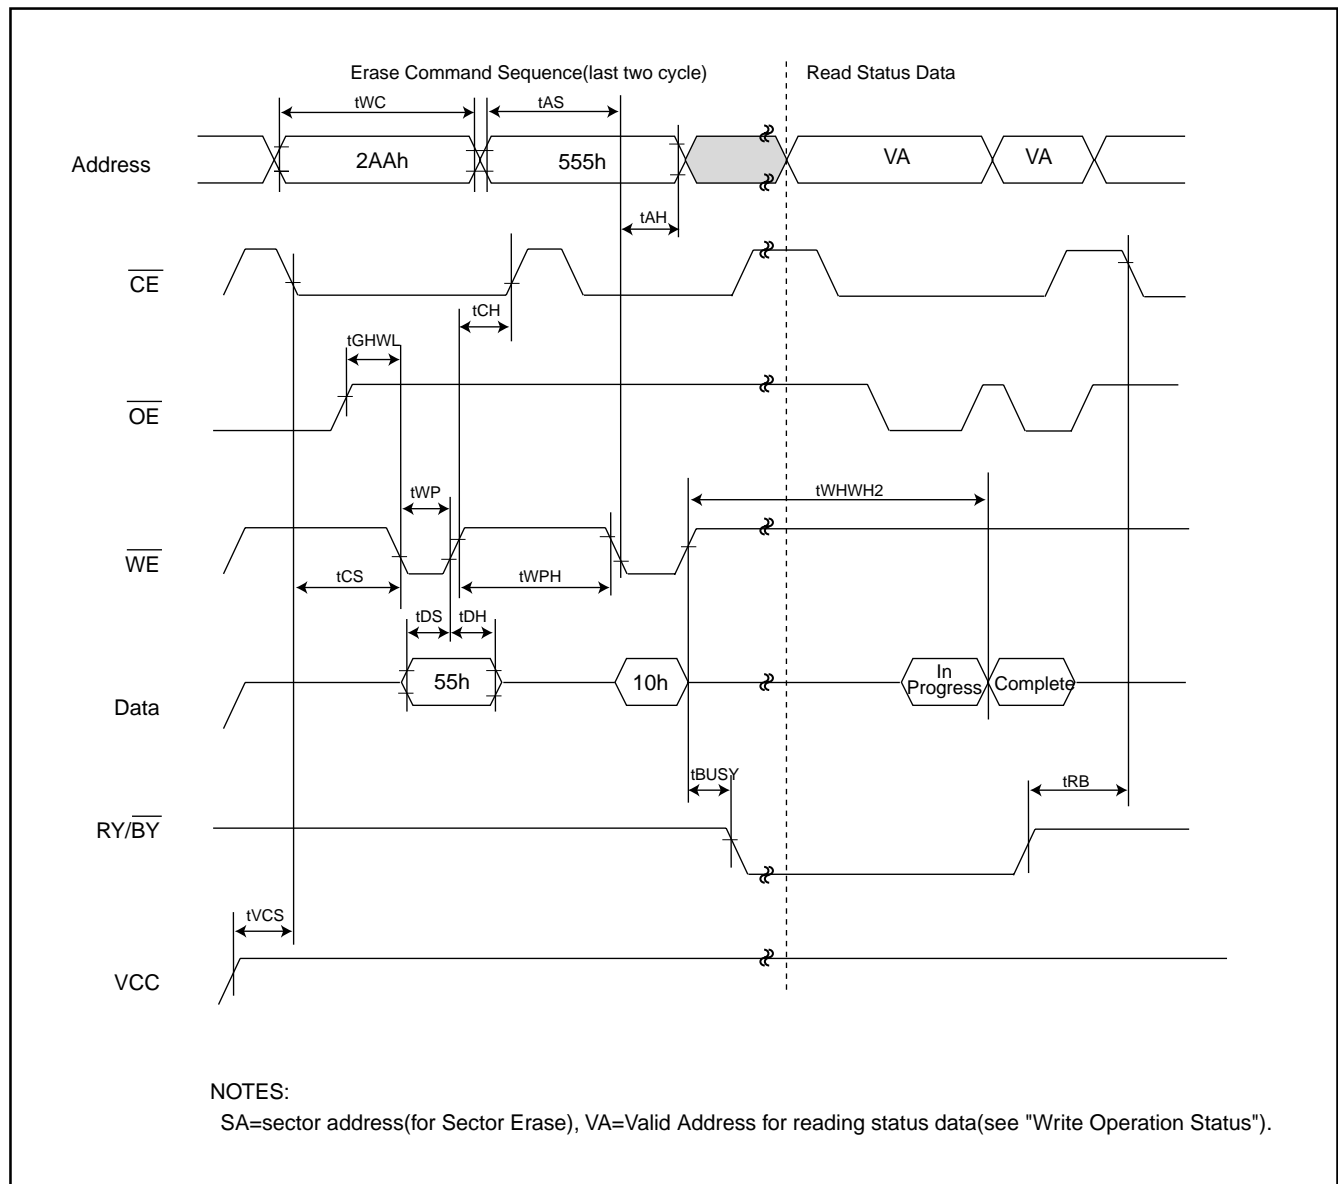 Erase Command Sequence(last two cycle)
Read Status Data
tWC
tAS
Address
2AAh
555h
VA
VA
tAH
CE
tCH
tGHWL
OE
tWP
tWHWH2
WE
tCS
tWPH
tDS
tDH
Data
55h
10h
In
Progress
Complete
tBUSY
tRB
RY/BY
tVCS
VCC
NOTES:
SA=sector address(for Sector Erase), VA=Valid Address for reading status data(see "Write Operation Status").